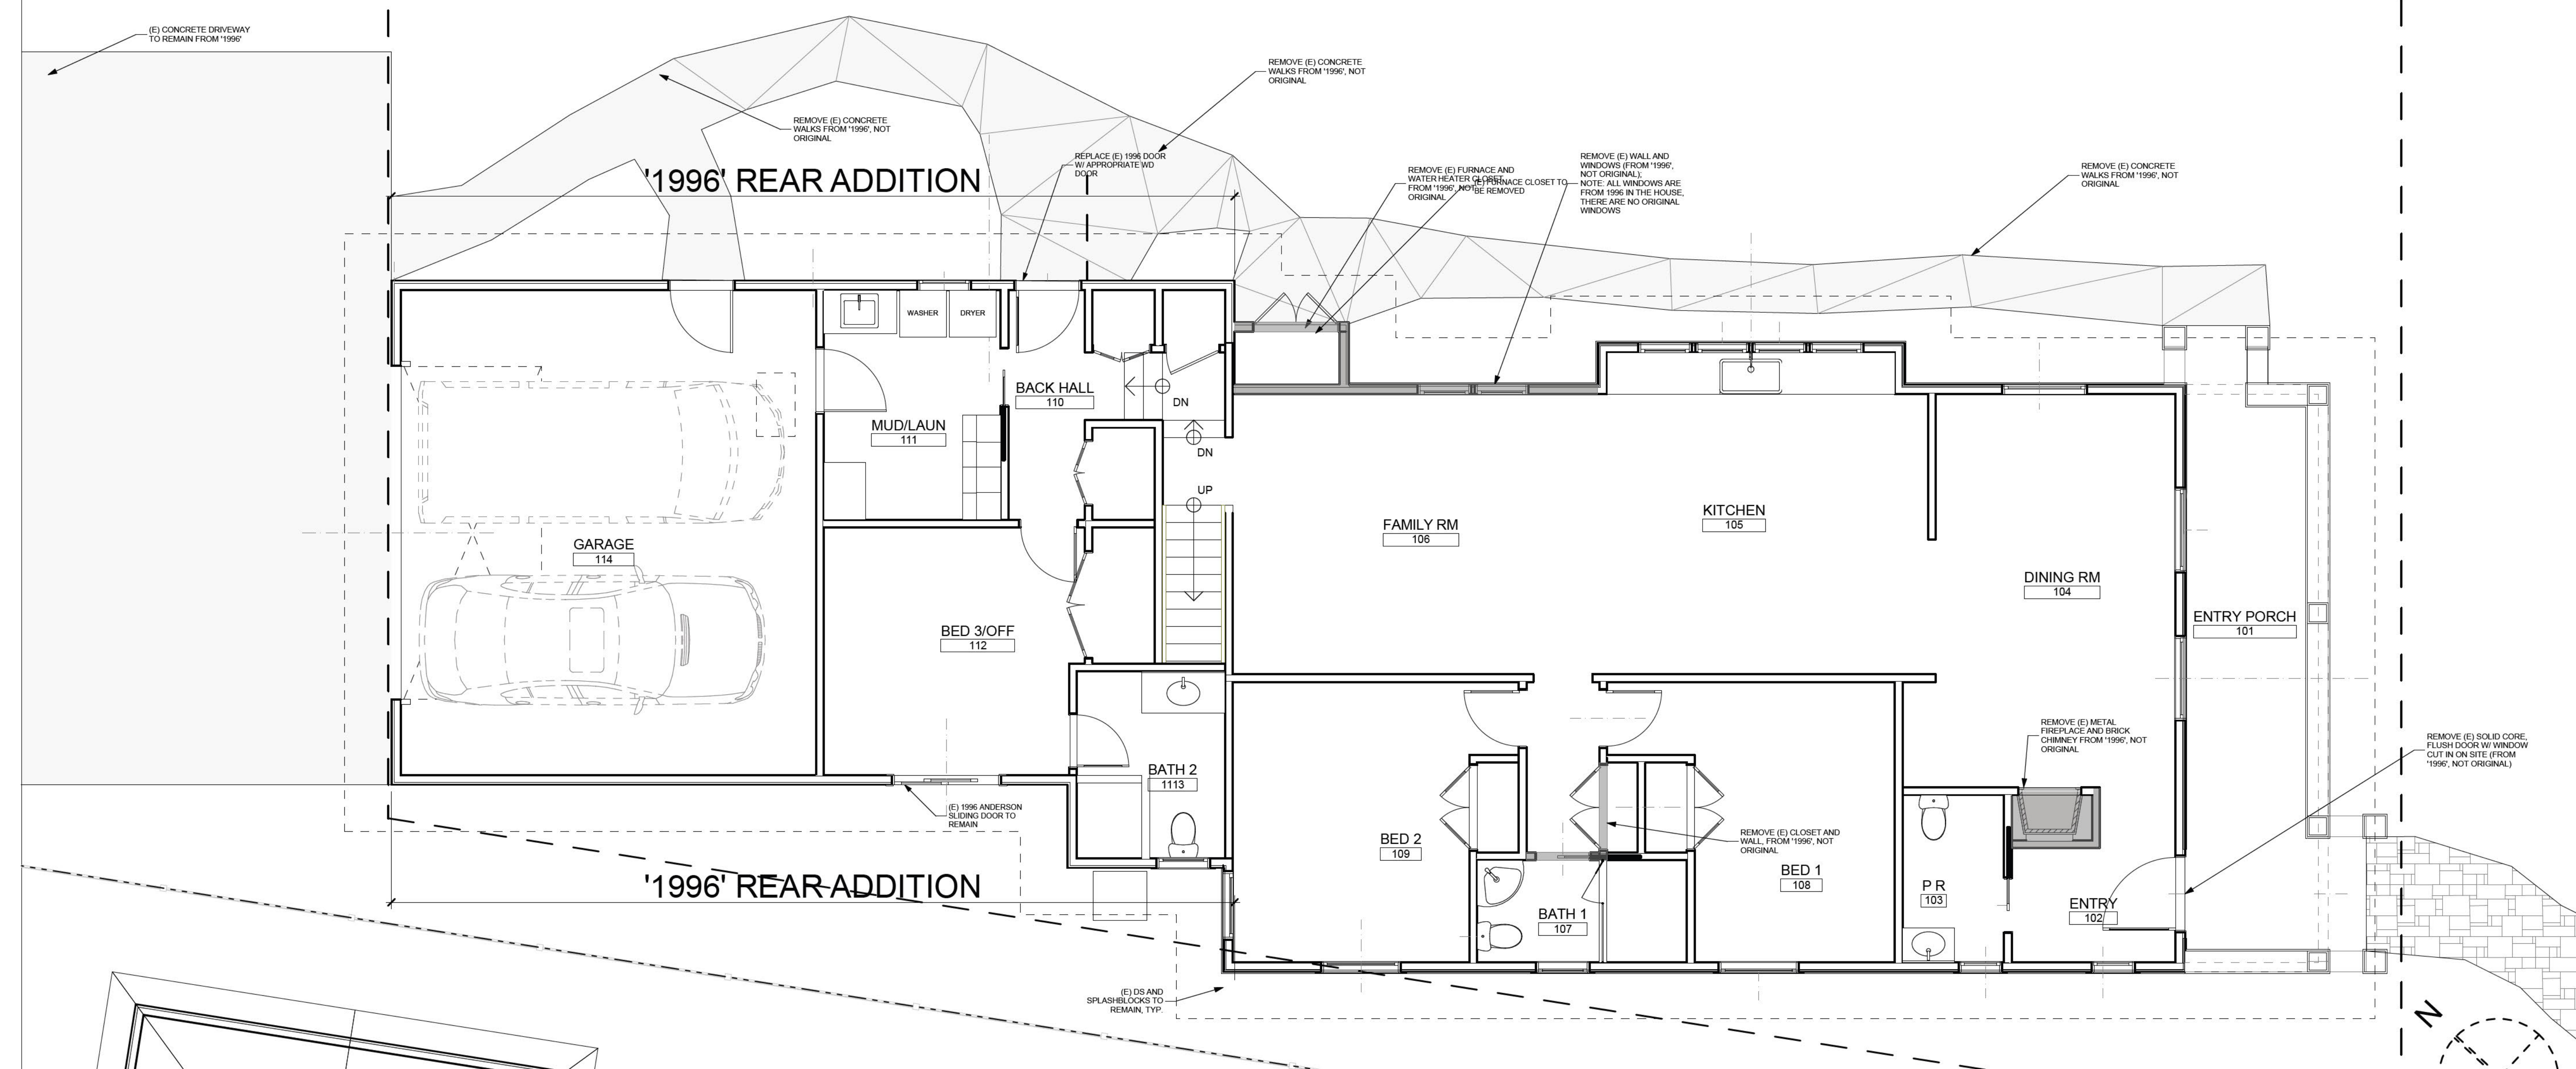 (E) CONCRETE DRIVEWAY
TO REMAIN FROM '1996'
REMOVE (E) CONCRETE
WALKS FROM '1996', NOT
ORIGINAL
REMOVE (E) CONCRETE
WALKS FROM '1996', NOT
ORIGINAL
REPLACE (E) 1996 DOOR
W/ APPROPRIATE WD
DOOR
'1996' REAR ADDITION
REMOVE (E) FURNACE AND
WATER HEATER CLOSET
FROM '1996', NOT
ORIGINAL
(E) FURNACE CLOSET TO
BE REMOVED
REMOVE (E) WALL AND
WINDOWS (FROM '1996',
NOT ORIGINAL);
NOTE: ALL WINDOWS ARE
FROM 1996 IN THE HOUSE,
THERE ARE NO ORIGINAL
WINDOWS
REMOVE (E) CONCRETE
WALKS FROM '1996', NOT
ORIGINAL
WASHER
DRYER
BACK HALL
110
DN
MUD/LAUN
111
DN
UP
FAMILY RM
106
KITCHEN
105
GARAGE
114
DINING RM
104
BED 3/OFF
112
ENTRY PORCH
101
REMOVE (E) METAL
FIREPLACE AND BRICK
CHIMNEY FROM '1996', NOT
ORIGINAL
REMOVE (E) SOLID CORE,
FLUSH DOOR W/ WINDOW
CUT IN ON SITE (FROM
'1996', NOT ORIGINAL)
BATH 2
1113
(E) 1996 ANDERSON
SLIDING DOOR TO
REMAIN
BED 2
109
REMOVE (E) CLOSET AND
WALL, FROM '1996', NOT
ORIGINAL
BED 1
108
P R
103
ENTRY
102
'1996' REAR ADDITION
BATH 1
107
(E) DS AND
SPLASHBLOCKS TO
REMAIN, TYP.
N